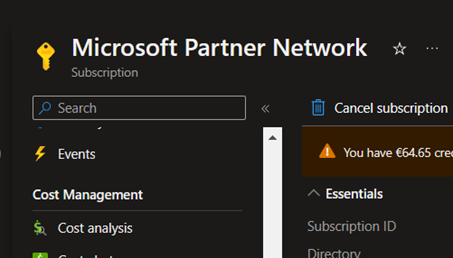 Microsoft Partner Network
Subscription
Search
Events
Cost Management
Cost analysis
Cancel subscription
You have €64.65
Essentials
Subscription ID
Directory